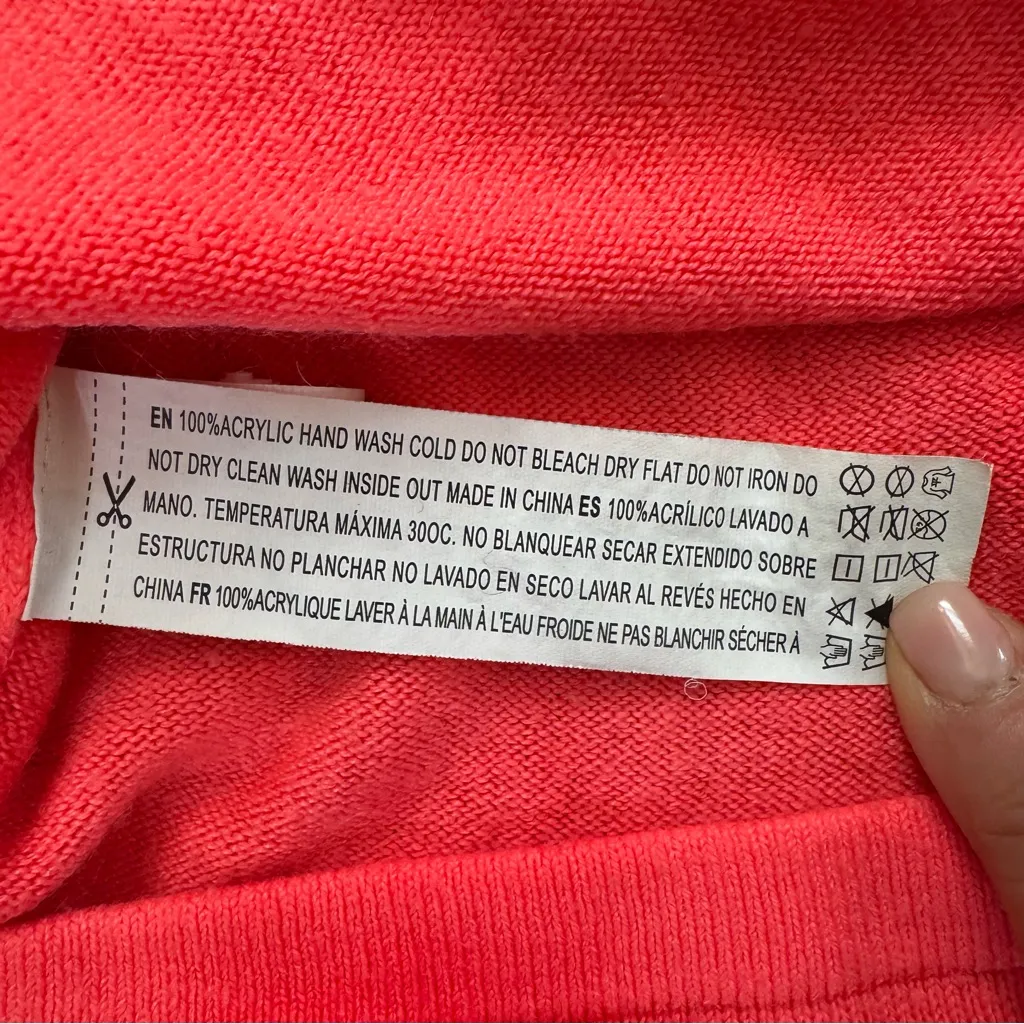 EN 100%ACRYLIC HAND WASH COLD DO NOT BLEACH DRY FLAT DO NOT IRON DO
NOT DRY CLEAN WASH INSIDE OUT MADE IN CHINA ES 100%ACRÍLICO LAVADO A
MANO. TEMPERATURA MÁXIMA 30OC. NO BLANQUEAR SECAR EXTENDIDO SOBRE
ESTRUCTURA NO PLANCHAR NO LAVADO EN SECO LAVAR AL REVÉS HECHO EN
CHINA FR 100%ACRYLIQUE LAVER À LA MAIN À L'EAU FROIDE NE PAS BLANCHIR SÉCHER À